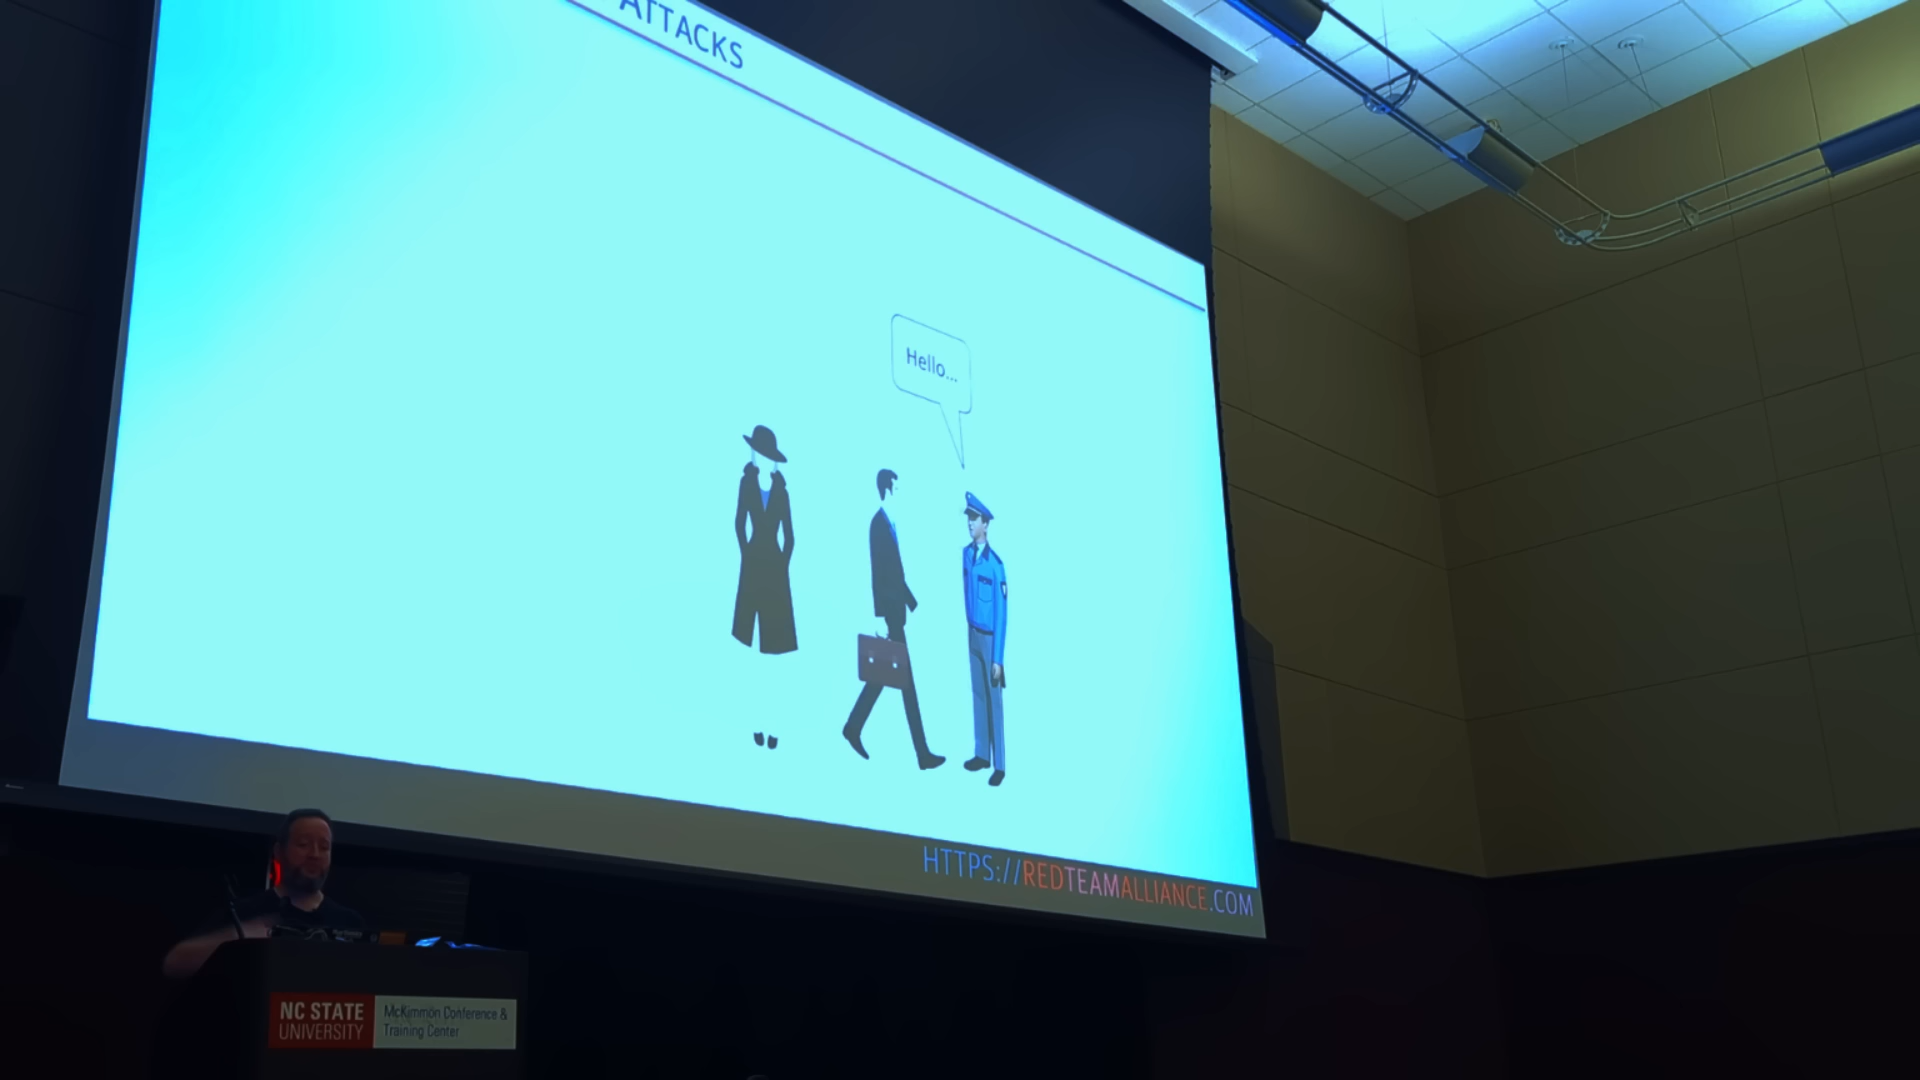 ATTACKS
Hello...
HTTPS://REDTEAMALLIANCE.COM
NC STATE
UNIVERSITY
McKimmon Conference &
Training Center